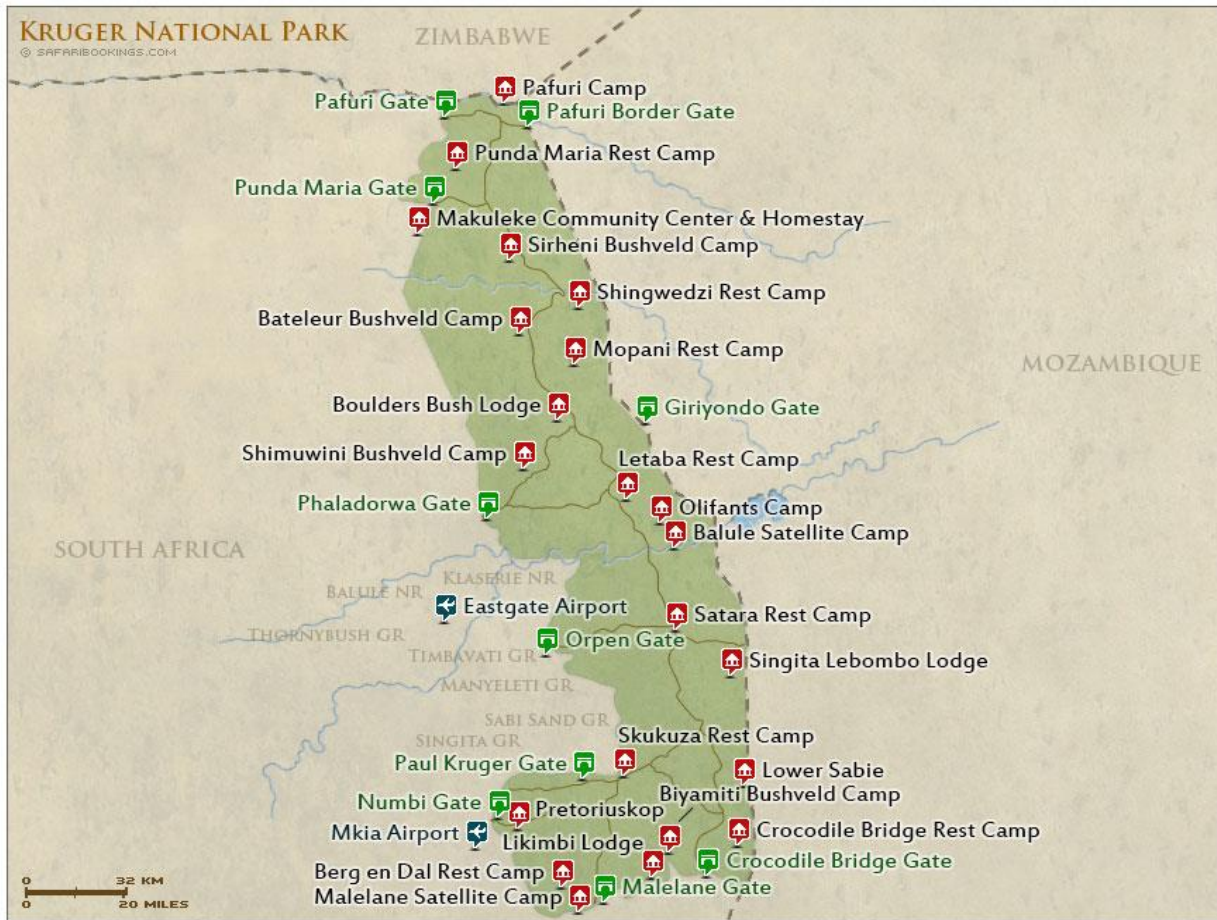 KRUGER NATIONAL PARK
© SAFARIBOOKINGS.COM
ZIMBABWE
Pafuri Camp
Pafuri Gate
Pafuri Border Gate
Punda Maria Rest Camp
Punda Maria Gate
Makuleke Community Center & Homestay
Sirheni Bushveld Camp
Shingwedzi Rest Camp
Bateleur Bushveld Camp
Mopani Rest Camp
MOZAMBIQUE
Boulders Bush Lodge
Giriyondo Gate
Shimuwini Bushveld Camp
Letaba Rest Camp
Phaladorwa Gate
Olifants Camp
Balule Satellite Camp
SOUTH AFRICA
KLASERIE NR
BALULE NR
Eastgate Airport
Satara Rest Camp
THORNYBUSH GR
Orpen Gate
TIMBAVATI GR
Singita Lebombo Lodge
MANYELETI GR
SABI SAND GR
Skukuza Rest Camp
SINGITA GR
Paul Kruger Gate
Lower Sabie
Biyamiti Bushveld Camp
Numbi Gate
Pretoriuskop
Mkia Airport
Likimbi Lodge
Crocodile Bridge Rest Camp
Crocodile Bridge Gate
Berg en Dal Rest Camp
Malelane Gate
Malelane Satellite Camp
0 32 KM
0 20 MILES